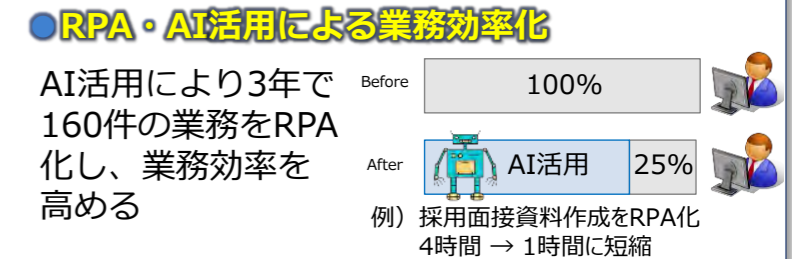 ●RPA・AI活用による業務効率化
AI活用により3年で
160件の業務をRPA
化し、業務効率を
高める
Before
100%
After
AI活用
25%
例）採用面接資料作成をRPA化
4時間 → 1時間に短縮